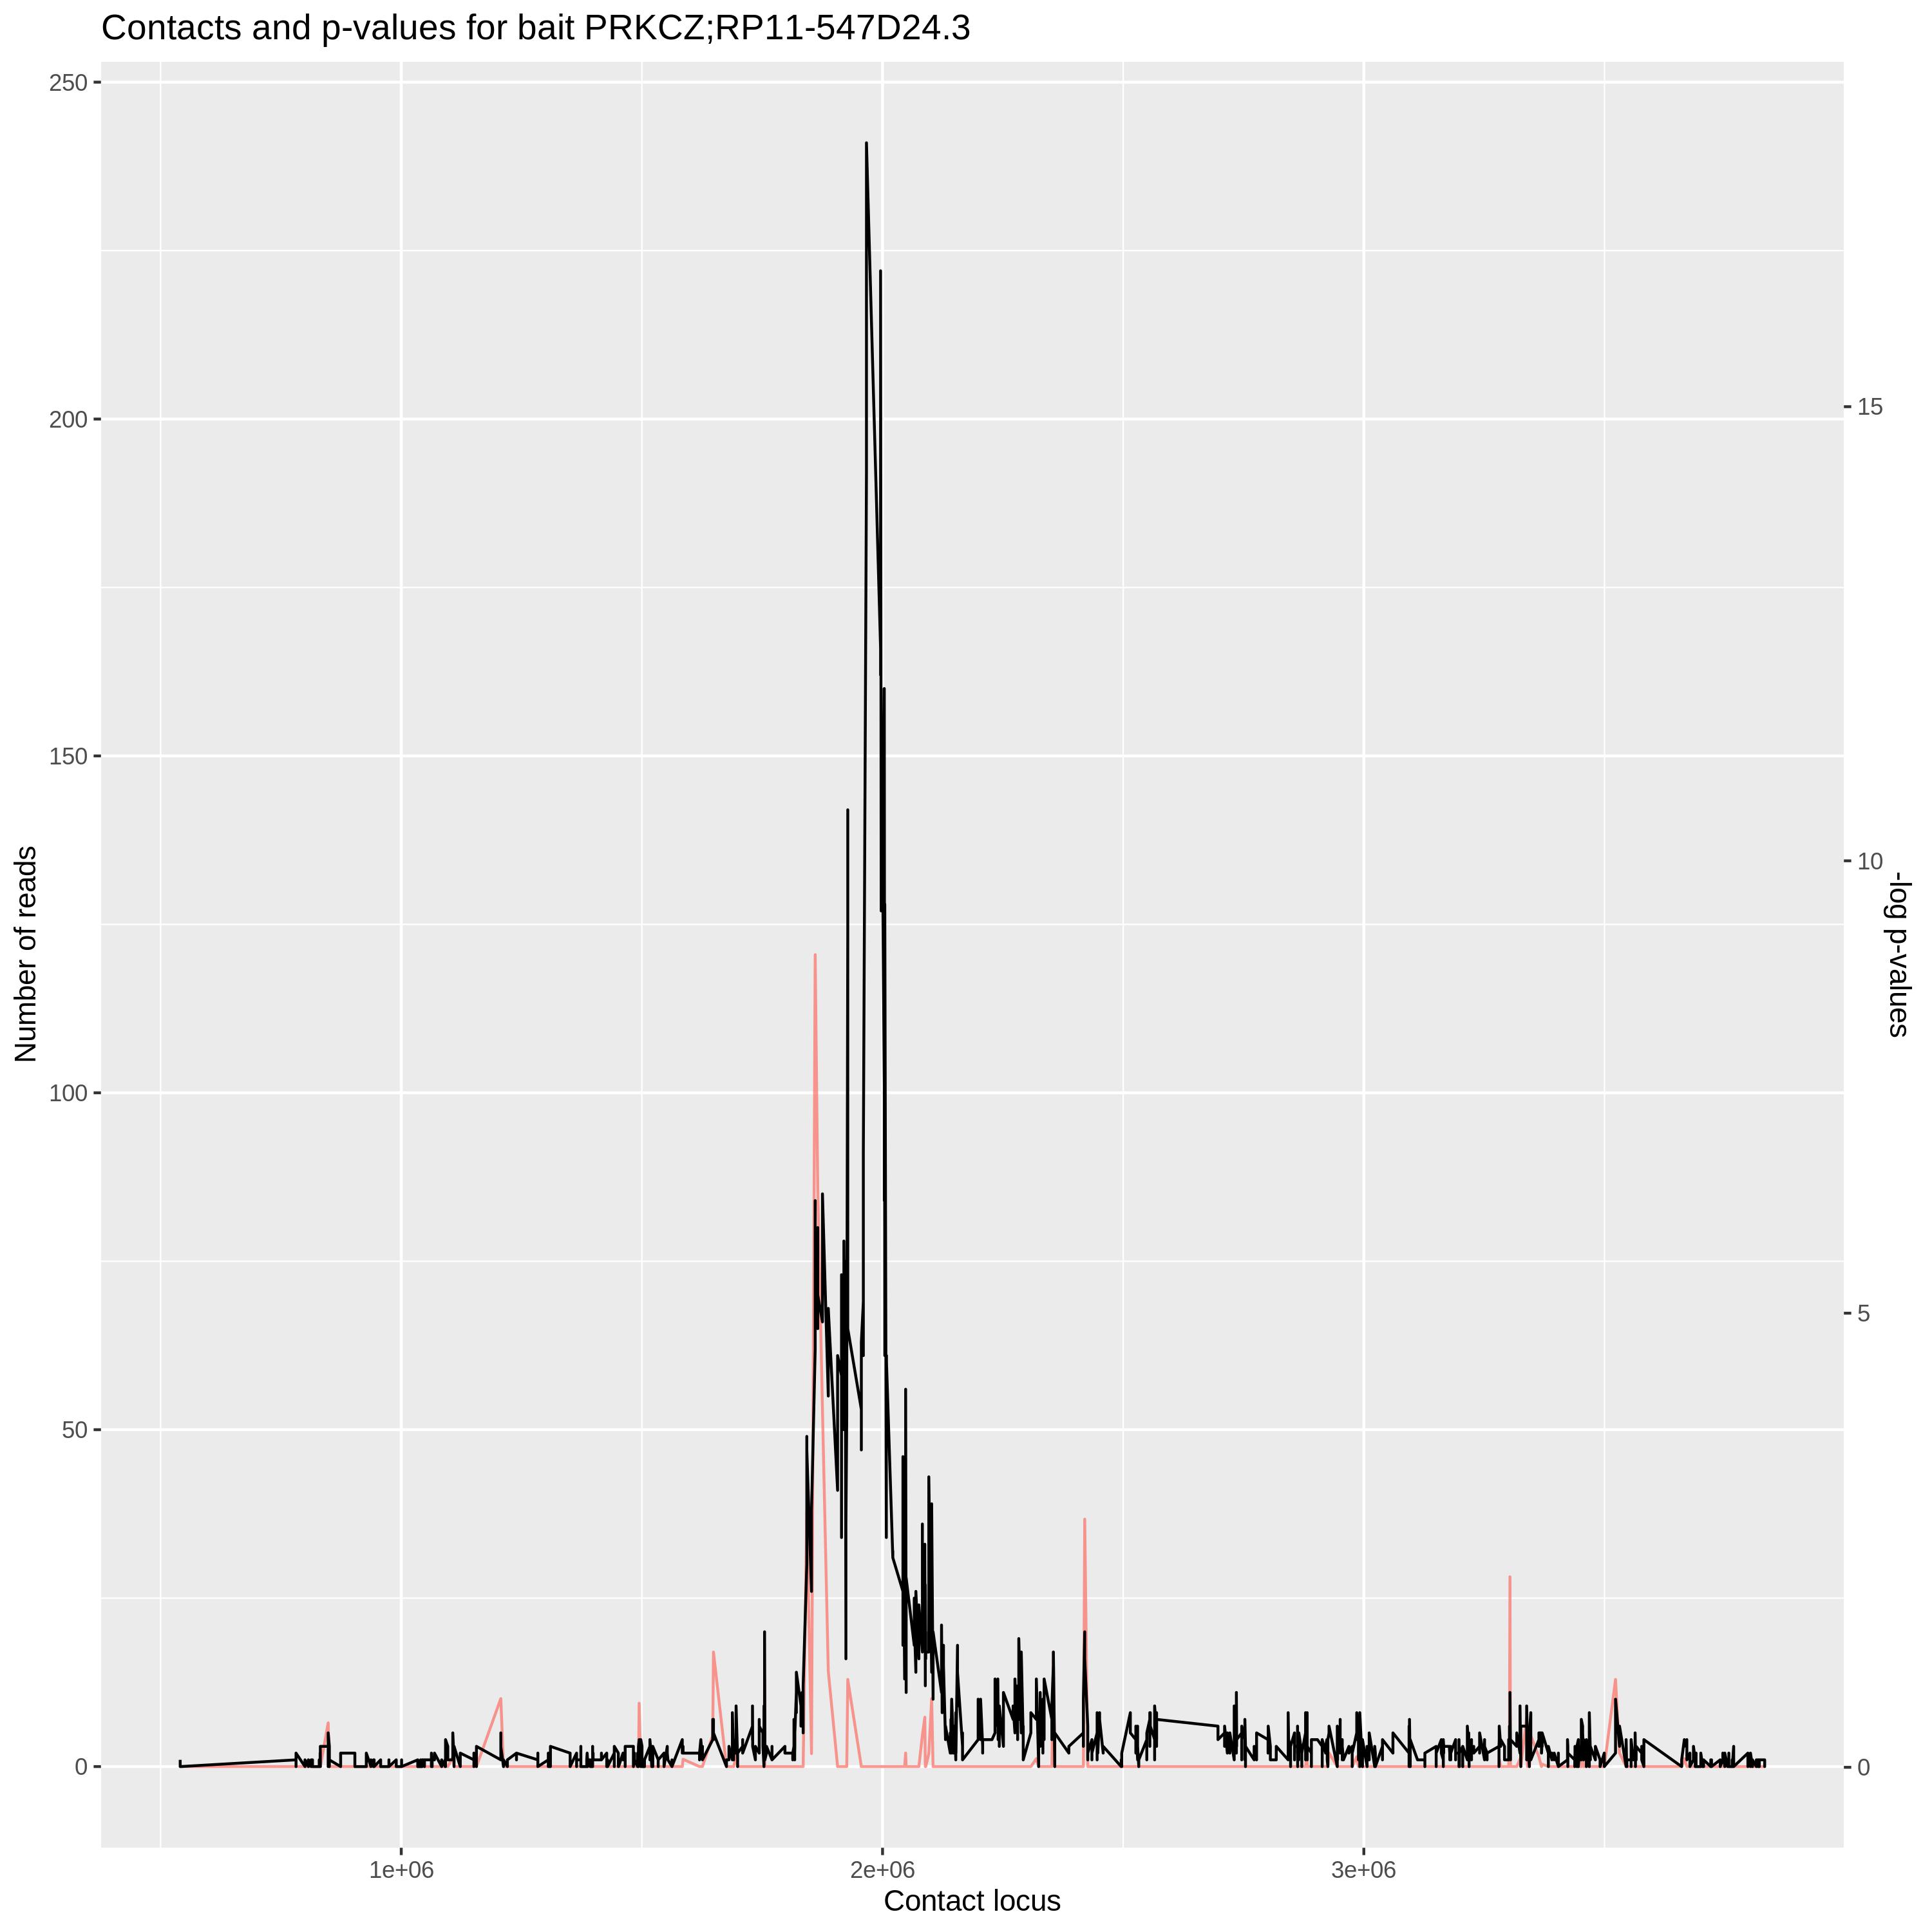 Contacts and p-values for bait PRKCZ;RP11-547D24.3
250
200
150
100
50
0
Number of reads
15
10
5
0
-log p-values
1e+06
2e+06
3e+06
Contact locus